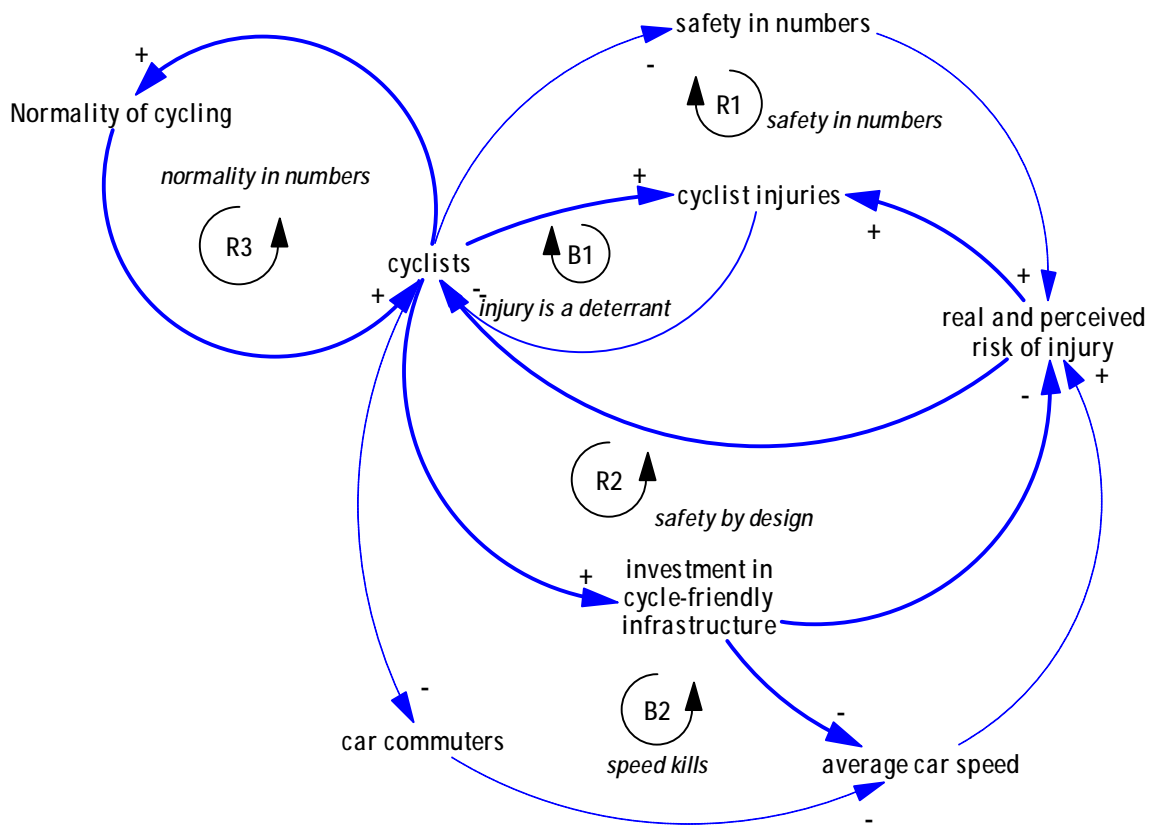 safety in numbers
-
+
Normality of cycling
R1
safety in numbers
normality in numbers
+
cyclist injuries
+
R3
B1
cyclists
+
-
-
injury is a deterrant
+
real and perceived
risk of injury
+
-
R2
safety by design
+
investment in
cycle-friendly
infrastructure
-
B2
-
car commuters
speed kills
average car speed
-